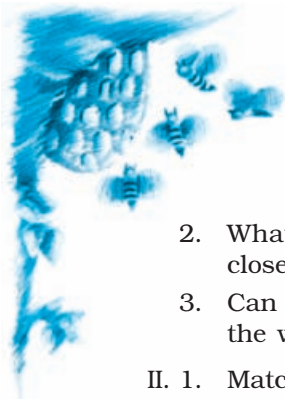 2. What
close
3. Can
the w
II. 1. Matc